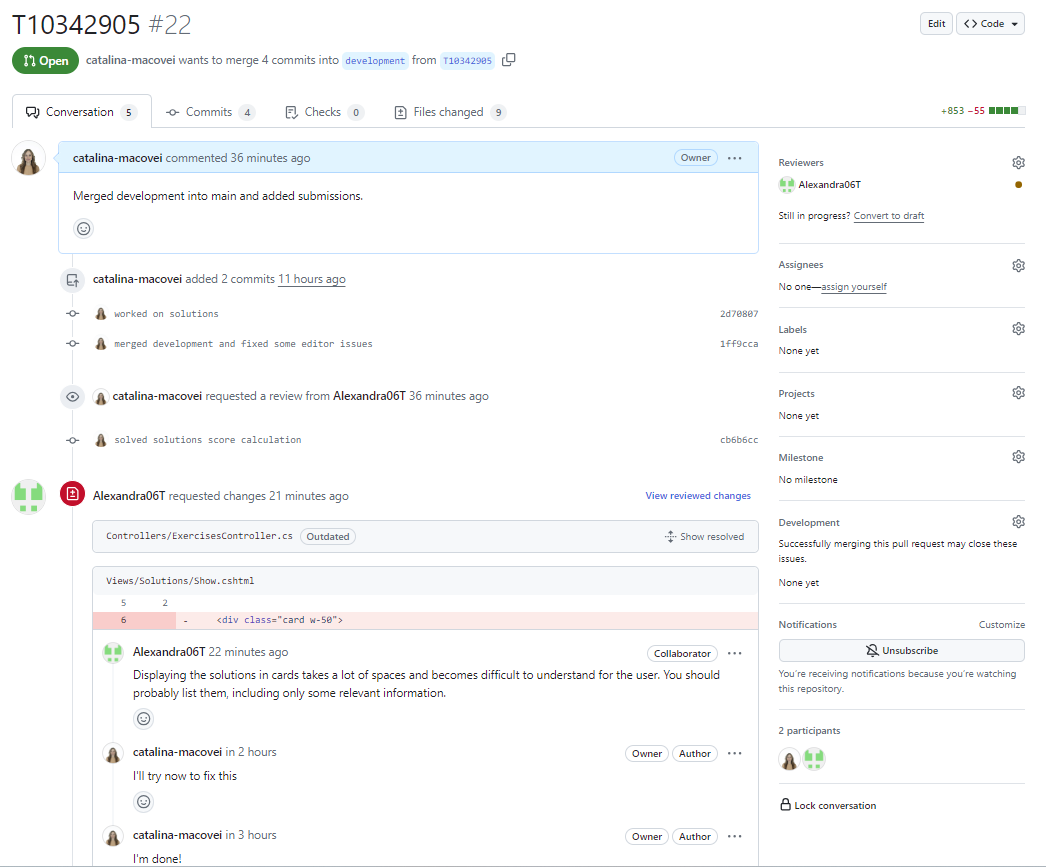 T10342905 #22
Edit
<> Code
Open
catalina-macovei wants to merge 4 commits into development from T10342905
Conversation 5
Commits 4
Checks 0
Files changed 9
+853 −55
catalina-macovei commented 36 minutes ago
Owner
Merged development into main and added submissions.
catalina-macovei added 2 commits 11 hours ago
worked on solutions
2d70807
merged development and fixed some editor issues
1ff9cca
catalina-macovei requested a review from Alexandra06T 36 minutes ago
solved solutions score calculation
cb6b6cc
Alexandra06T requested changes 21 minutes ago
View reviewed changes
Controllers/ExercisesController.cs Outdated
Show resolved
Views/Solutions/Show.cshtml
5 2
6 - <div class="card w-50">
Alexandra06T 22 minutes ago
Collaborator
Displaying the solutions in cards takes a lot of spaces and becomes difficult to understand for the user. You should
probably list them, including only some relevant information.
catalina-macovei in 2 hours
Owner Author
I'll try now to fix this
catalina-macovei in 3 hours
Owner Author
I'm done!
Reviewers
Alexandra06T
Still in progress? Convert to draft
Assignees
No one—assign yourself
Labels
None yet
Projects
None yet
Milestone
No milestone
Development
Successfully merging this pull request may close these
issues.
None yet
Notifications
Customize
Unsubscribe
You're receiving notifications because you're watching
this repository.
2 participants
Lock conversation